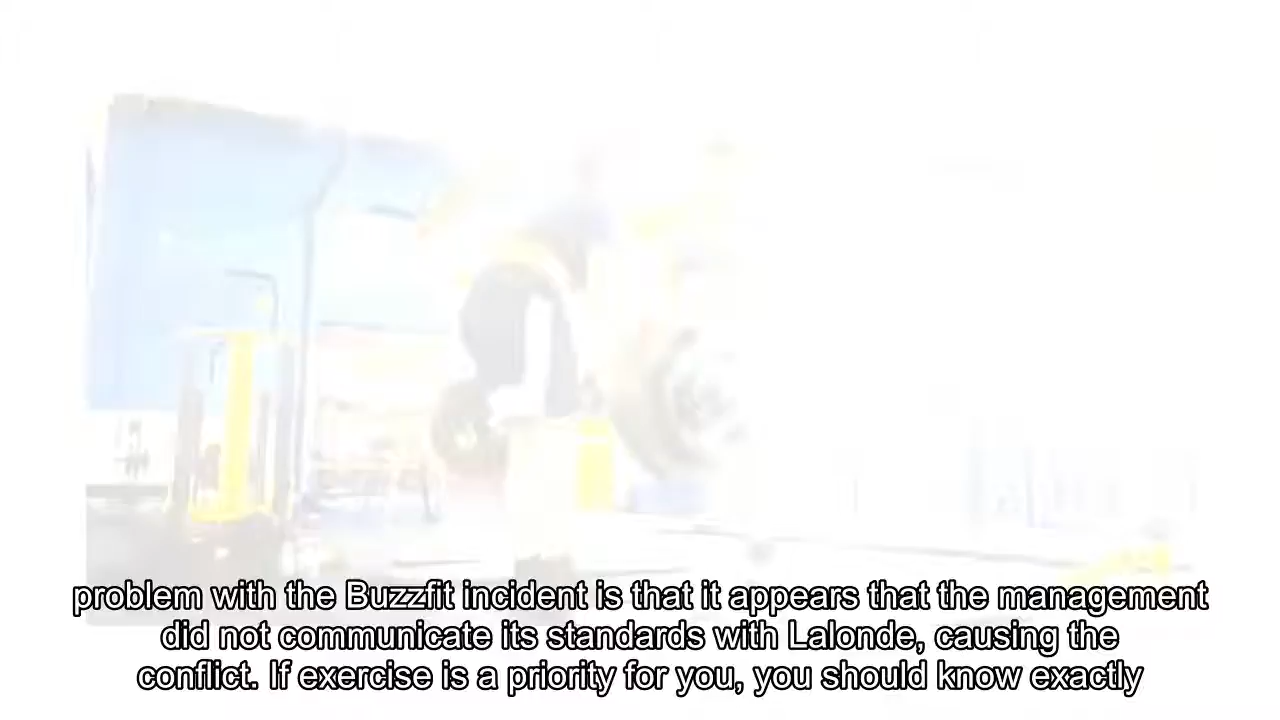 problem with the Buzzfit incident is that it appears that the management
did not communicate its standards with Lalonde, causing the
conflict. If exercise is a priority for you, you should know exactly